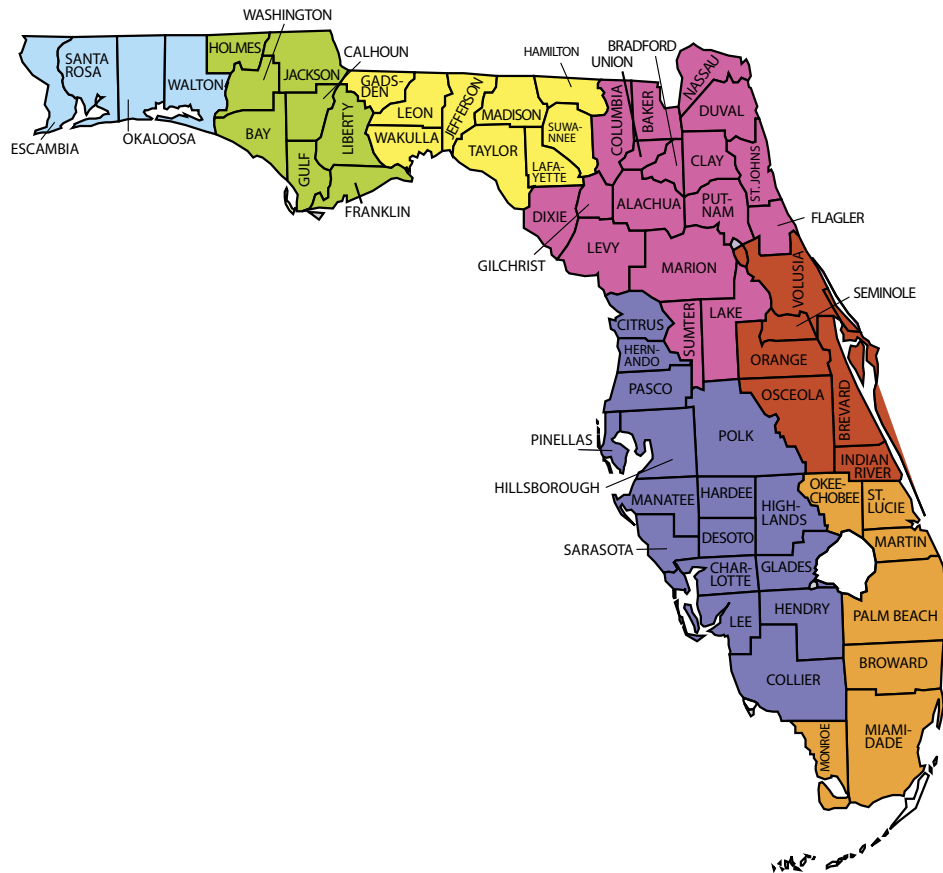 WASHINGTON
HOLMES
CALHOUN
HAMILTON
BRADFORD
UNION
SANTA
ROSA
WALTON
JACKSON
GADS-
DEN
LEON
JEFFERSON
MADISON
COLUMBIA
BAKER
NASSAU
DUVAL
ESCAMBIA
OKALOOSA
BAY
LIBERTY
WAKULLA
TAYLOR
SUWA-
NNEE
LAFA-
YETTE
CLAY
ST. JOHNS
GULF
FRANKLIN
DIXIE
ALACHUA
PUT-
NAM
FLAGLER
GILCHRIST
LEVY
MARION
VOLUSIA
SEMINOLE
CITRUS
SUMTER
LAKE
HERN-
ANDO
ORANGE
PASCO
OSCEOLA
BREVARD
PINELLAS
POLK
INDIAN
RIVER
HILLSBOROUGH
MANATEE
HARDEE
HIGH-
LANDS
OKEE-
CHOBEE
ST.
LUCIE
SARASOTA
DESOTO
MARTIN
CHAR-
LOTTE
GLADES
LEE
HENDRY
PALM BEACH
COLLIER
BROWARD
MONROE
MIAMI-
DADE